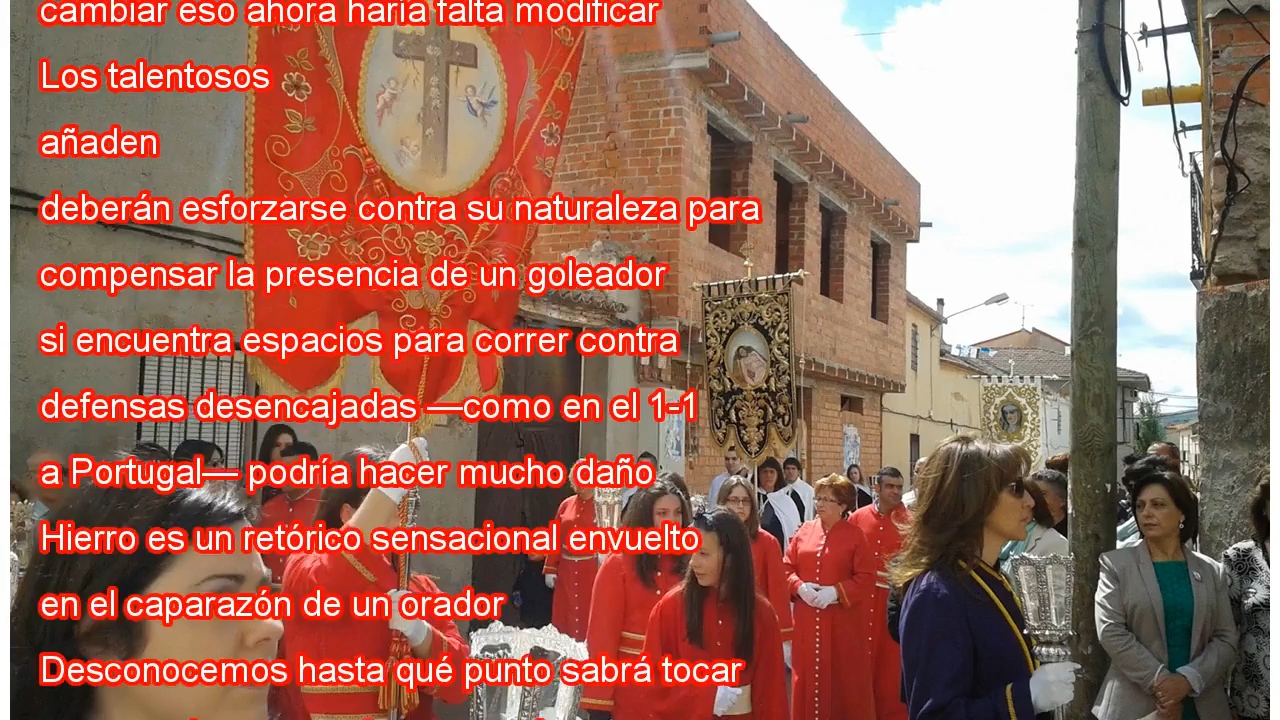 cambiar eso ahora haría falta modificar
Los talentosos
añaden
deberán esforzarse contra su naturaleza para
compensar la presencia de un goleador
si encuentra espacios para correr contra
defensas desencajadas —como en el 1-1
a Portugal— podría hacer mucho daño
Hierro es un retórico sensacional envuelto
en el caparazón de un orador
Desconocemos hasta qué punto sabrá tocar